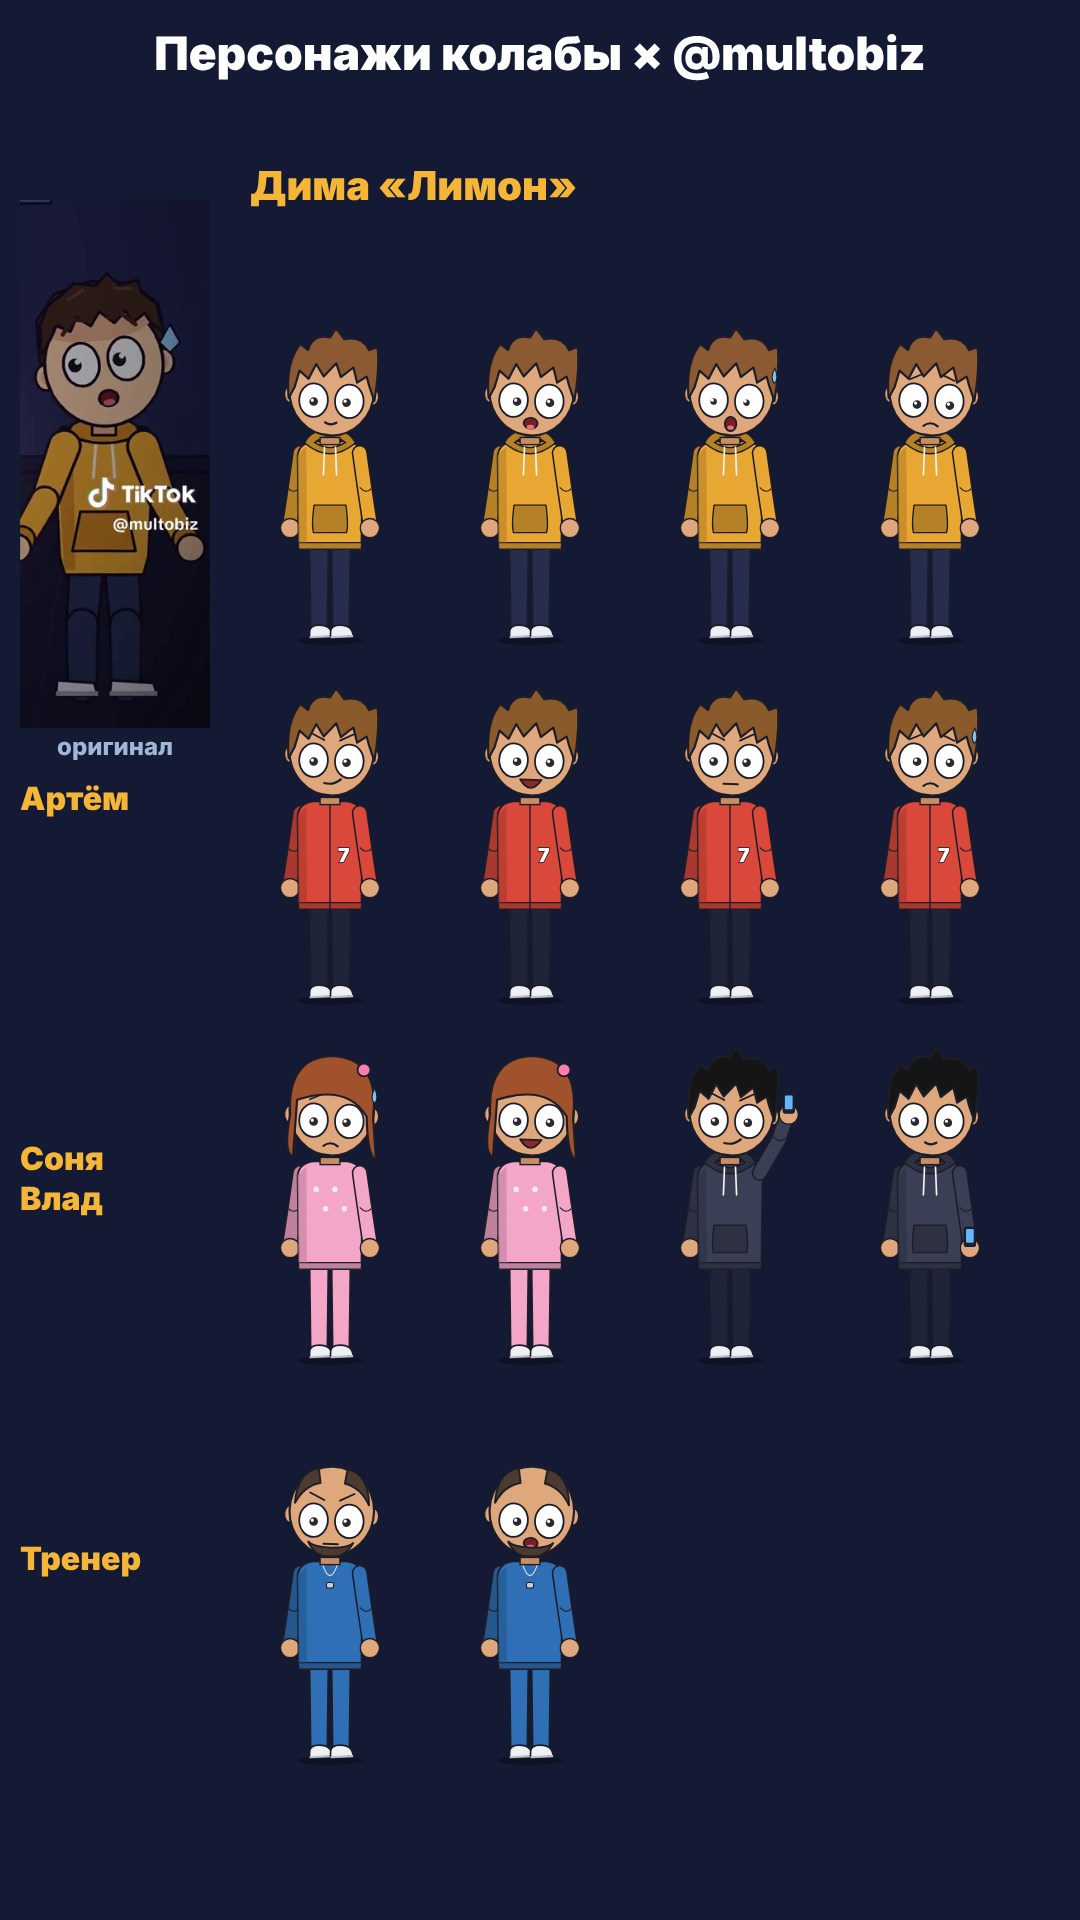 Персонажи колабы × @multobiz
Дима «Лимон»
TikTok
@multobiz
оригинал
Артём
7
7
7
7
Соня
Влад
Тренер